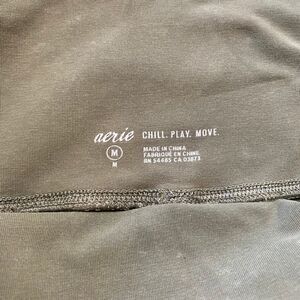 aerie CHILL. PLAY. MOVE.
M
M
MADE IN CHINA
FABRIQUÉ EN CHINE
RN 54485 CA 03873